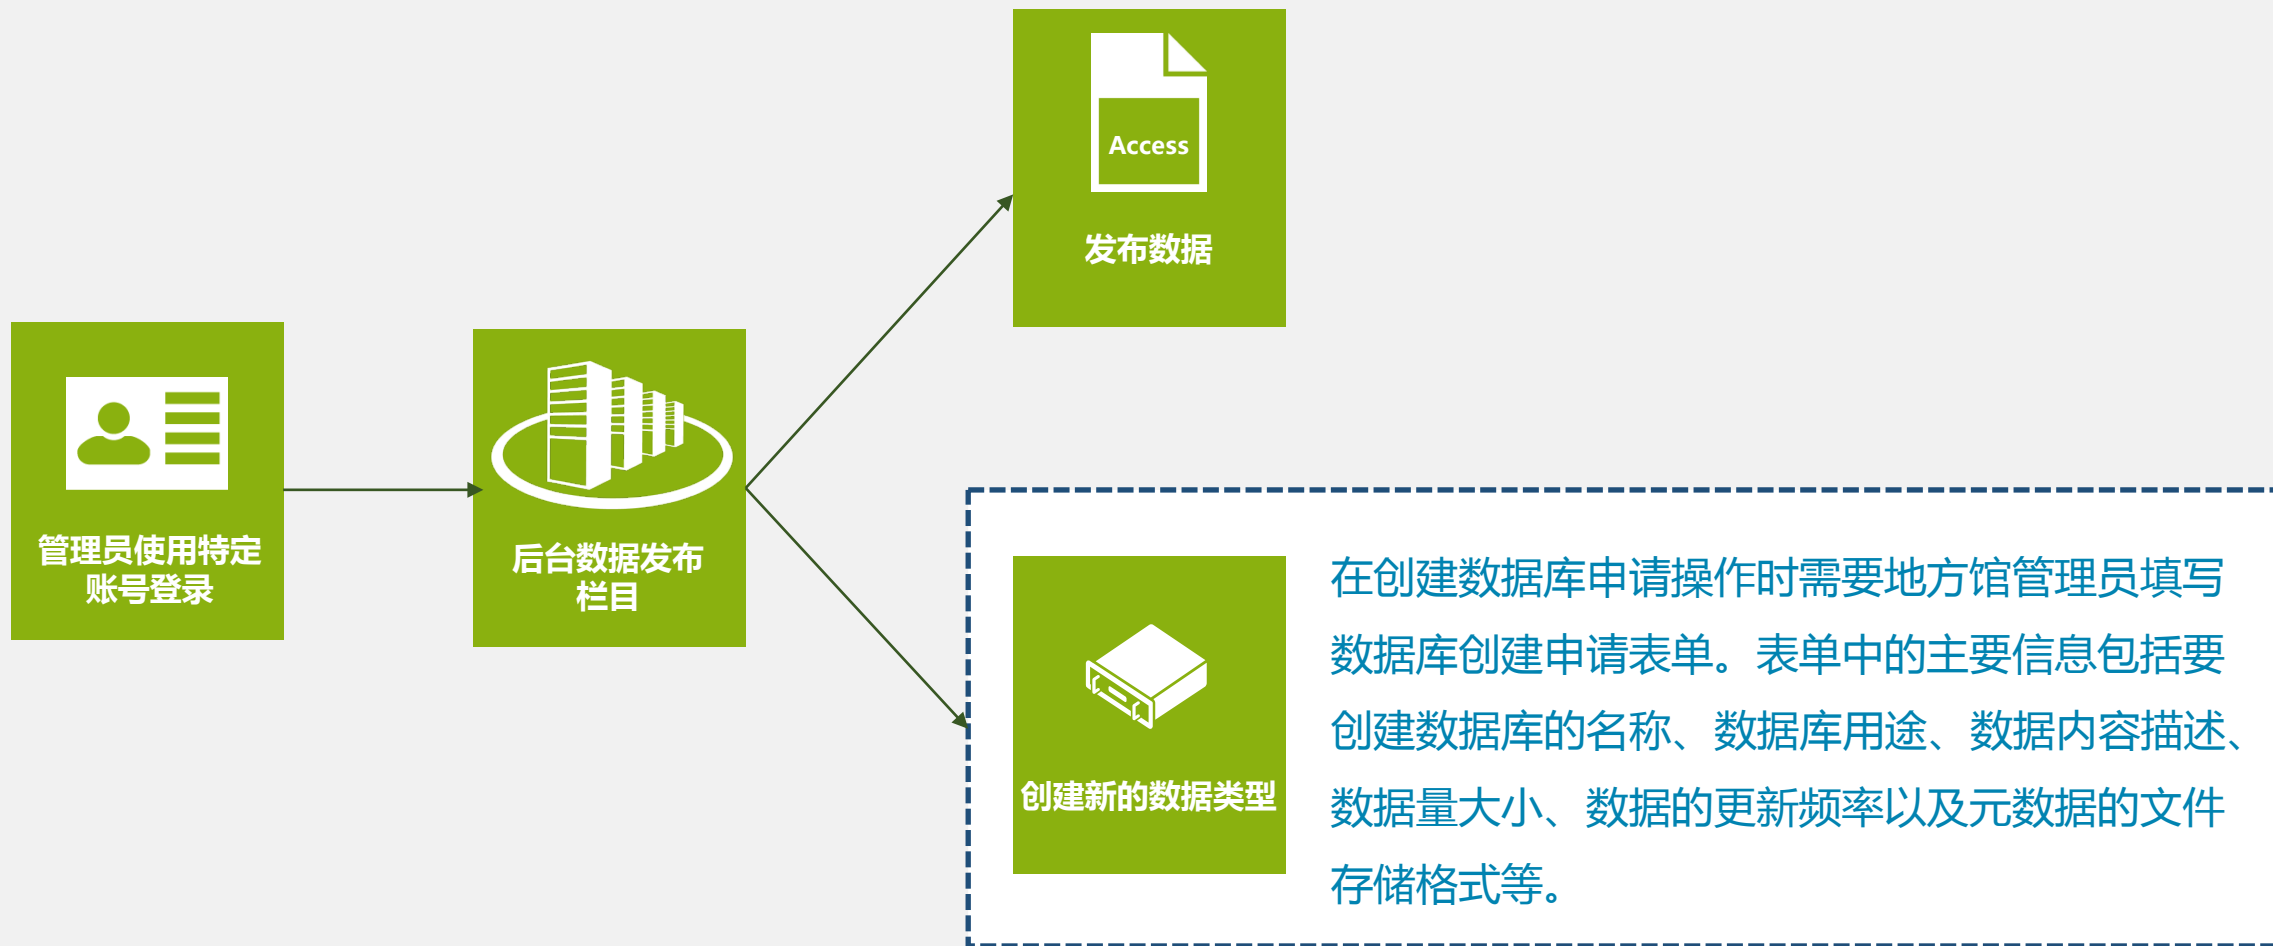 Access
发布数据
管理员使用特定
账号登录
后台数据发布
栏目
创建新的数据类型
在创建数据库申请操作时需要地方馆管理员填写
数据库创建申请表单。表单中的主要信息包括要
创建数据库的名称、数据库用途、数据内容描述、
数据量大小、数据的更新频率以及元数据的文件
存储格式等。